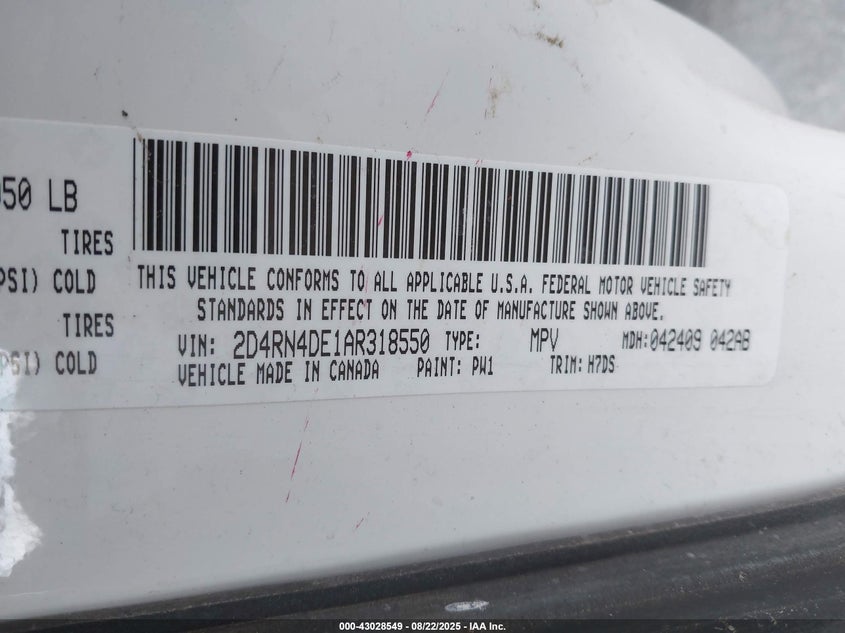 050 LB
TIRES
PSI) COLD
TIRES
PSI) COLD
THIS VEHICLE CONFORMS TO ALL APPLICABLE U.S.A. FEDERAL MOTOR VEHICLE SAFETY
STANDARDS IN EFFECT ON THE DATE OF MANUFACTURE SHOWN ABOVE.
VIN: 2D4RN4DE1AR318550 TYPE: MPV MDH:042409 042AB
VEHICLE MADE IN CANADA PAINT: PW1 TRIM: H7DS
000-43028549 - 08/22/2025 - IAA Inc.